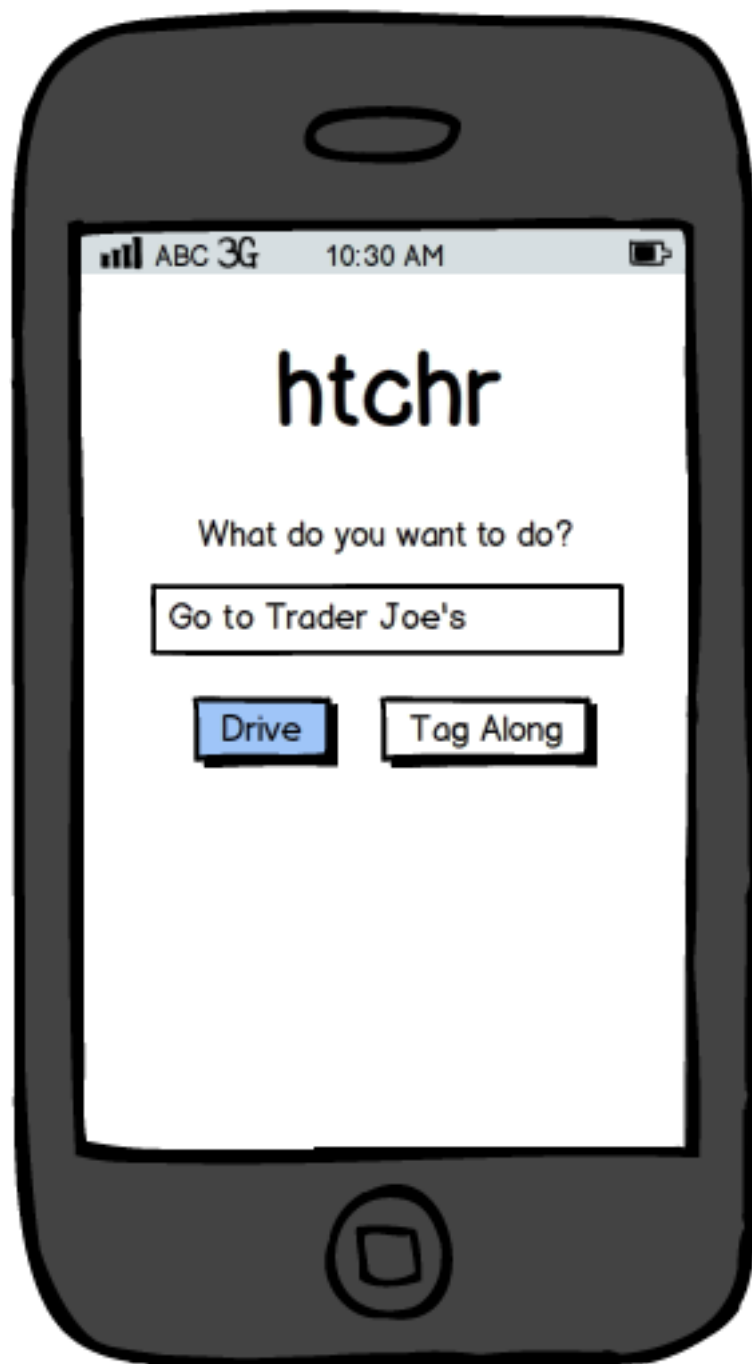 ABC 3G 10:30 AM
htchr
What do you want to do?
Go to Trader Joe's
Drive Tag Along